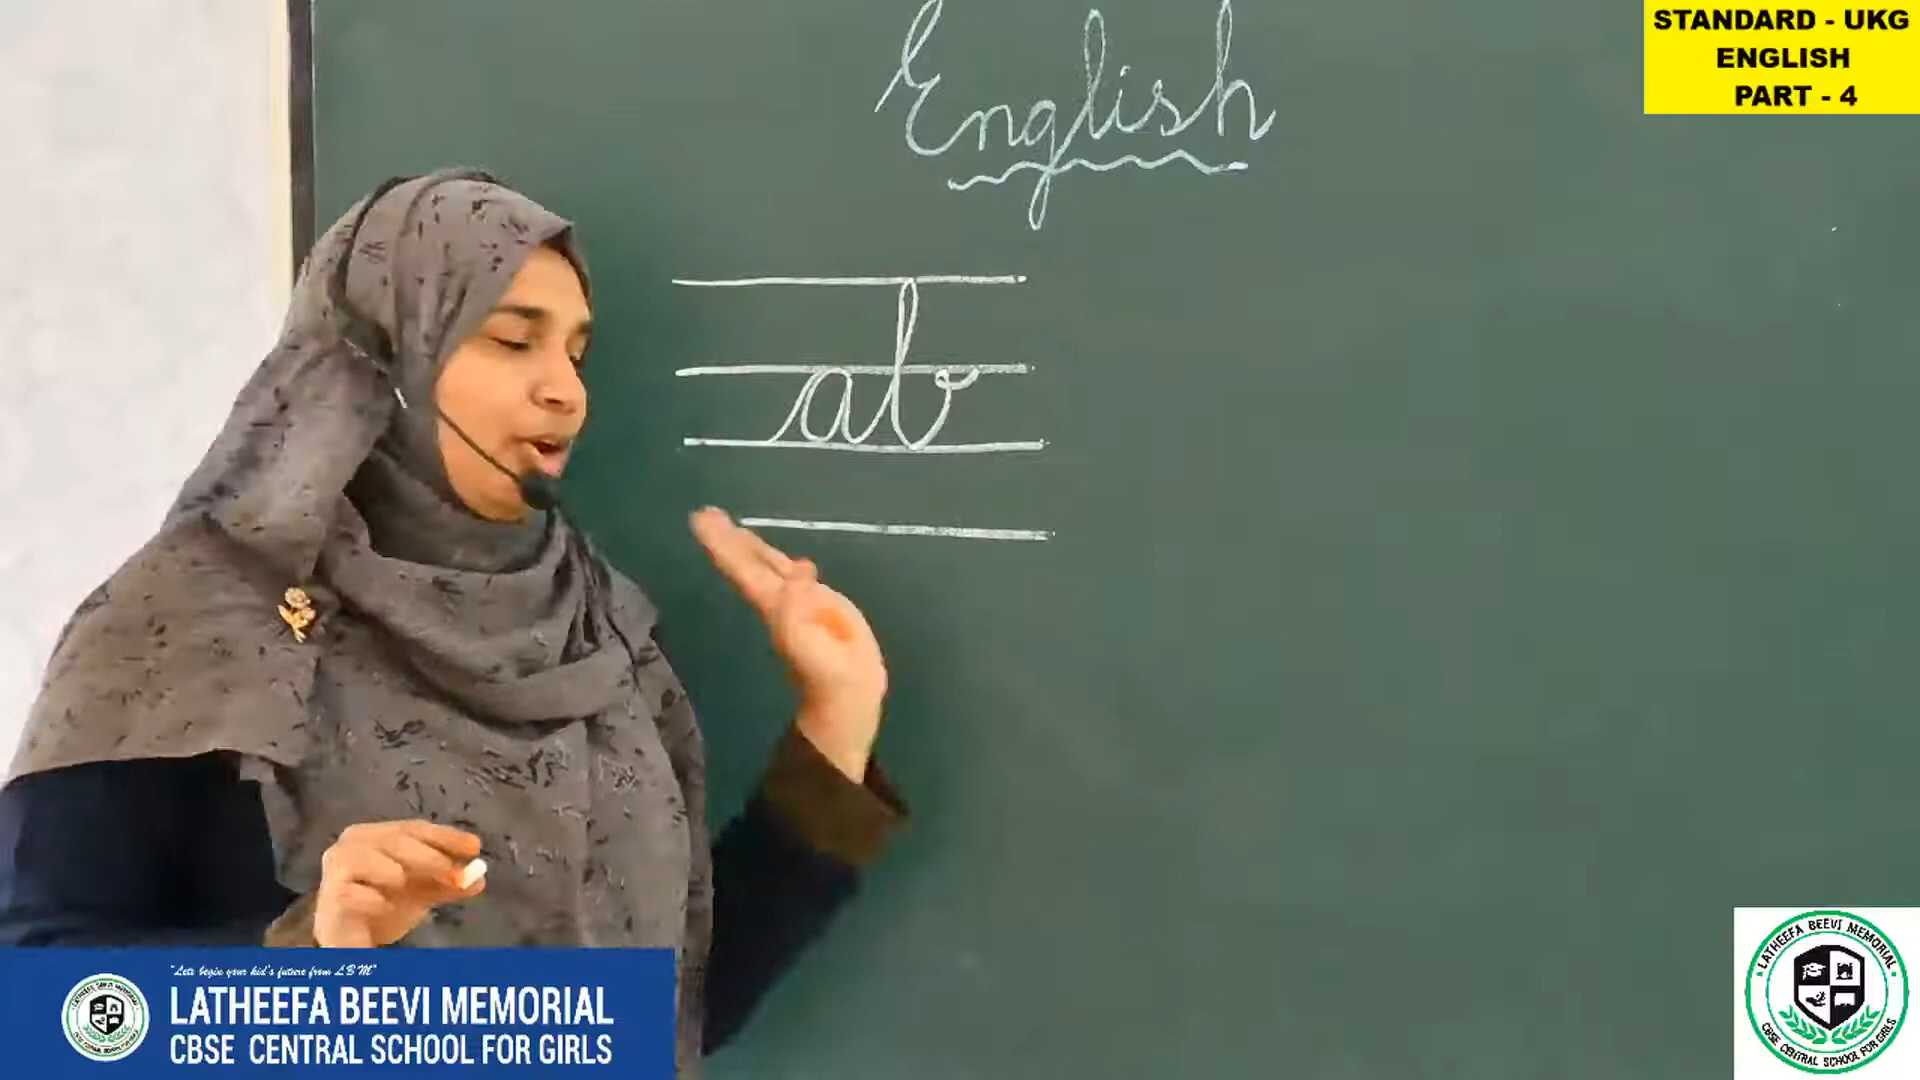 English
STANDARD - UKG
ENGLISH
PART - 4
ab
"Lets begin your kid's future from LBM"
LATHEEFA BEEVI MEMORIAL
CBSE CENTRAL SCHOOL FOR GIRLS
LATHEEFA BEEVI MEMORIAL
CBSE CENTRAL SCHOOL FOR GIRLS